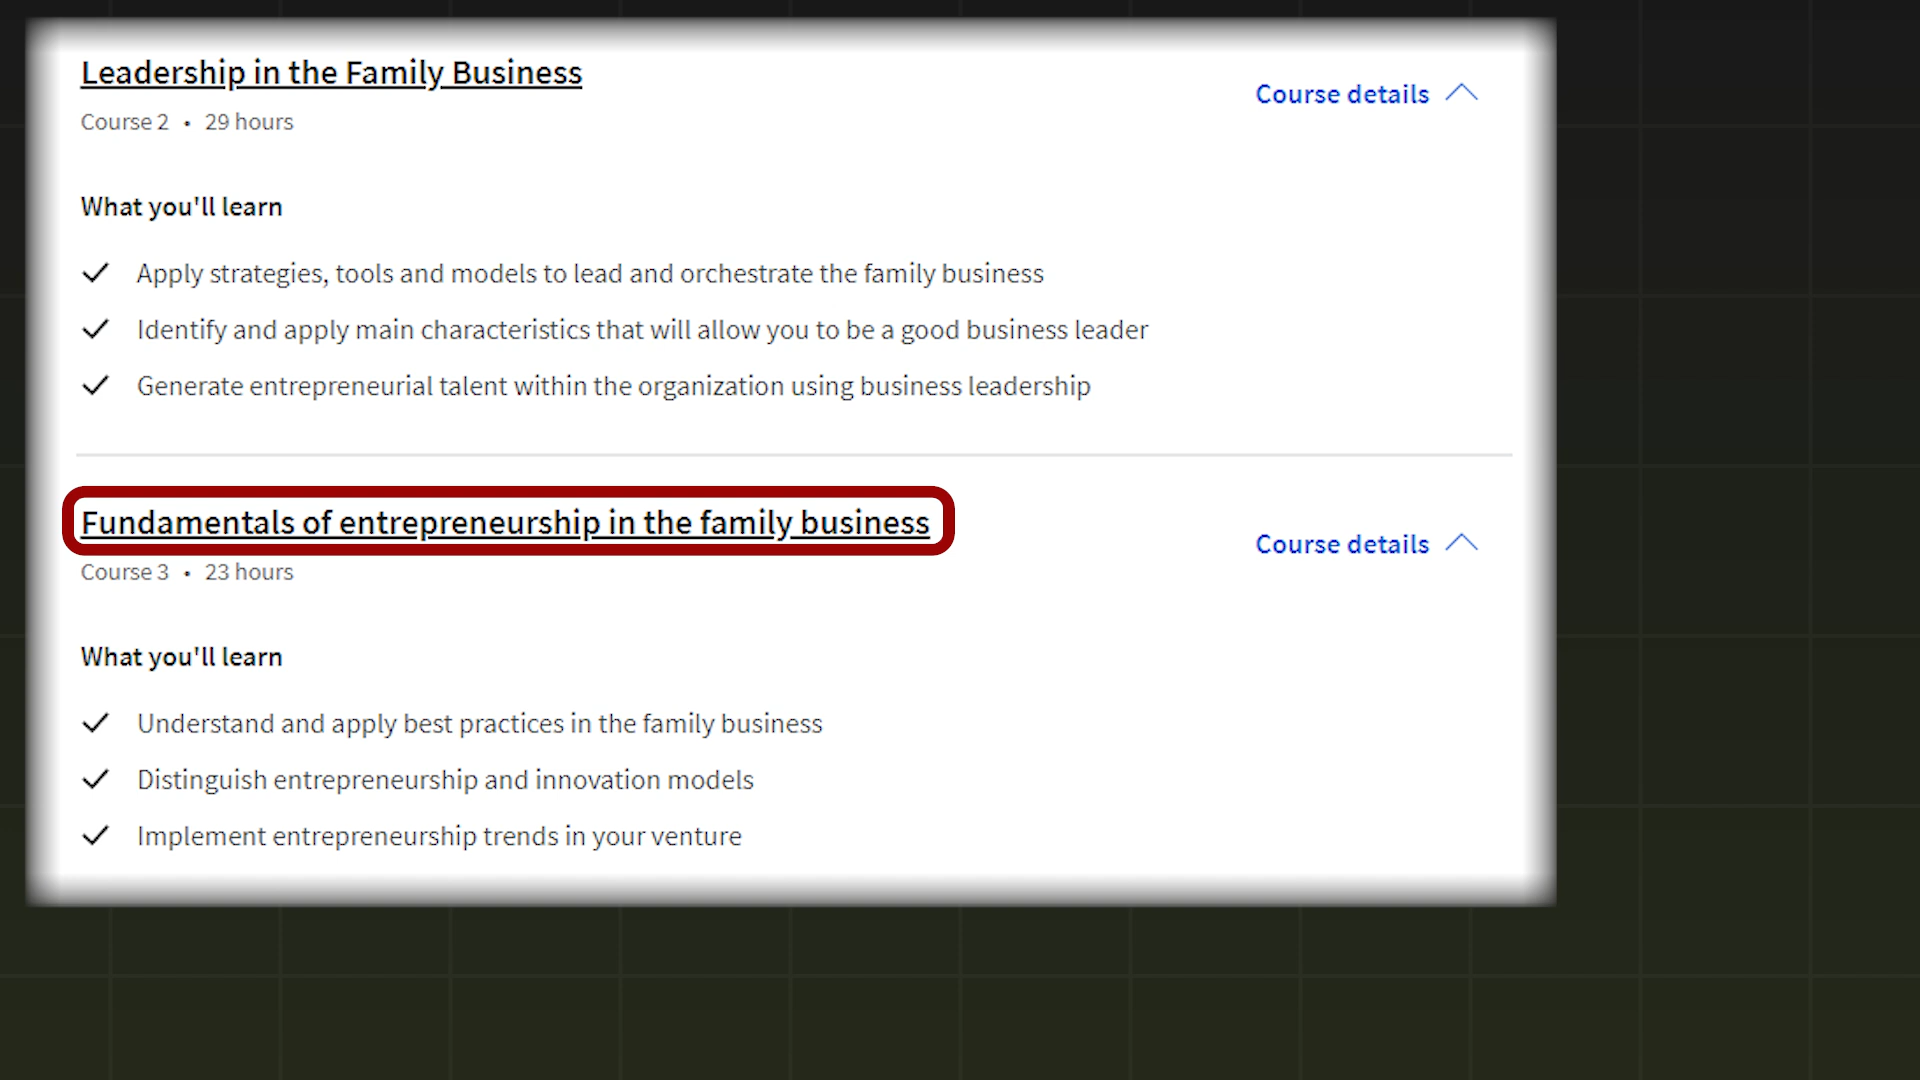 Leadership in the Family Business
Course details
Course 2 • 29 hours
What you'll learn
Apply strategies, tools and models to lead and orchestrate the family business
Identify and apply main characteristics that will allow you to be a good business leader
Generate entrepreneurial talent within the organization using business leadership
Fundamentals of entrepreneurship in the family business
Course details
Course 3 • 23 hours
What you'll learn
Understand and apply best practices in the family business
Distinguish entrepreneurship and innovation models
Implement entrepreneurship trends in your venture